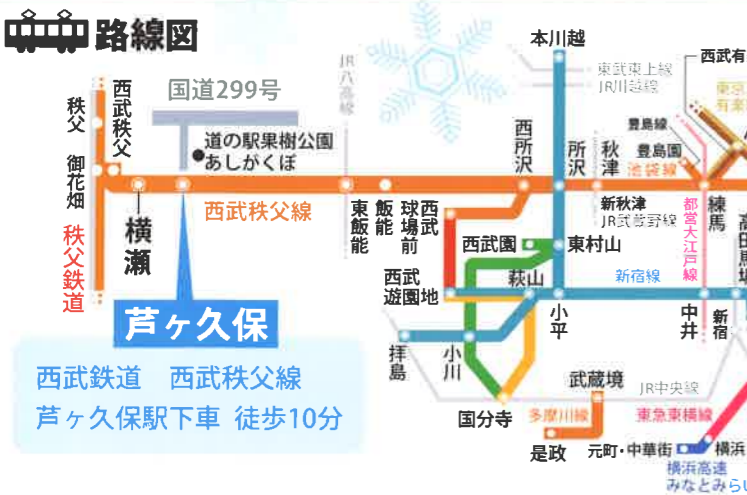 路線図
国道299号
道の駅果樹公園
あしがくぼ
秩父
西武秩父
御花畑
横瀬
秩父鉄道
西武秩父線
芦ヶ久保
西武鉄道 西武秩父線
芦ヶ久保駅下車 徒歩10分
JR八高線
東飯能
飯能
西武
球場前
西所沢
本川越
東武東上線
JR川越線
所沢
秋津
新秋津
JR武蔵野線
西武有
東京
有楽
豊島線
豊島園
池袋線
練馬
都営大江戸線
高田馬場
西武園
東村山
西武
遊園地
萩山
新宿線
小平
中井
新宿
拝島
小川
国分寺
武蔵境
多摩川線
是政
JR中央線
東急東横線
元町・中華街
横浜
横浜高速
みなとみらい